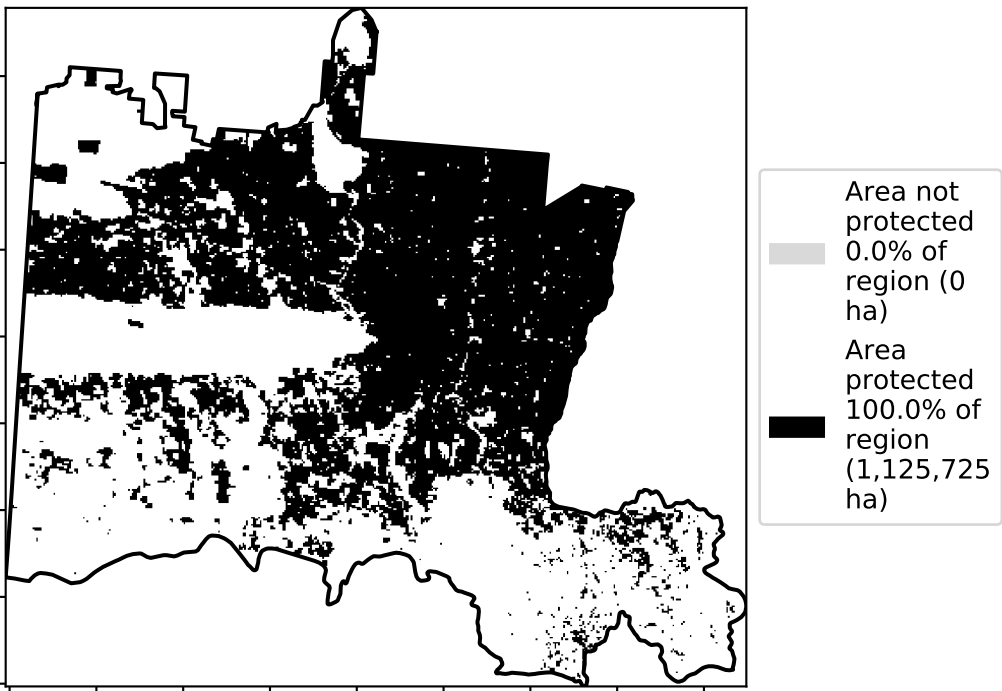 Area not
protected
0.0% of
region (0
ha)
Area
protected
100.0% of
region
(1,125,725
ha)